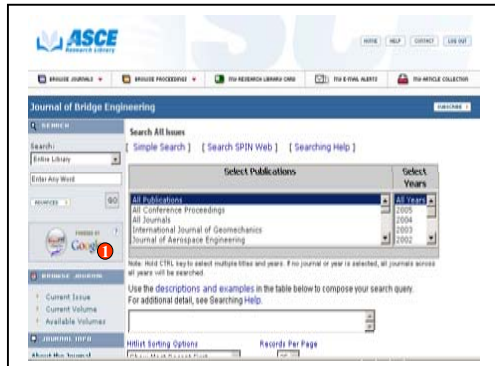 ASCE
Research Library
HOME HELP CONTACT LOG OUT
BROWSE JOURNALS BROWSE PROCEEDINGS MY RESEARCH LIBRARY CARD MY E-MAIL ALERTS MY ARTICLE COLLECTION
Journal of Bridge Engineering
SUBSCRIBE
SEARCH
Search:
Entire Library
Enter Any Word
ADVANCED GO
POWERED BY ?
Google
1
BROWSE JOURNAL
Current Issue
Current Volume
Available Volumes
JOURNAL INFO
About the Journal
Search All Issues
[ Simple Search ] [ Search SPIN Web ] [ Searching Help ]
Select Publications
Select
Years
All Publications
All Conference Proceedings
All Journals
International Journal of Geomechanics
Journal of Aerospace Engineering
All Years
2005
2004
2003
2002
Note: Hold CTRL key to select multiple titles and years. If no journal or year is selected, all journals across
all years will be searched.
Use the descriptions and examples in the table below to compose your search query.
For additional detail, see Searching Help.
Hitlist Sorting Options Records Per Page
Show Most Recent First